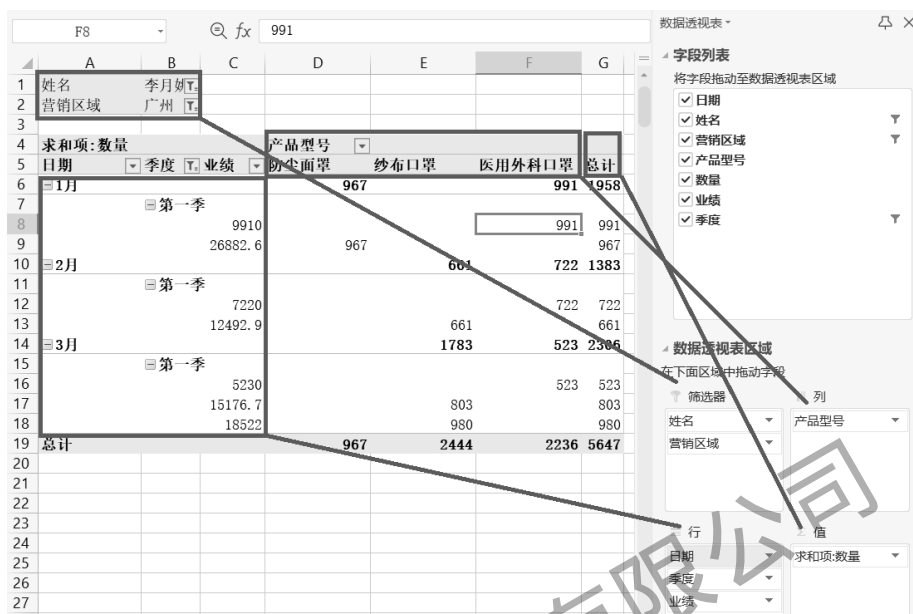 F8 fx 991
A B C D E F G
1 姓名 李月
2 营销区域 广州
3
4 求和项:数量 产品型号
5 日期 季度 业绩 防尘面罩 纱布口罩 医用外科口罩 总计
6 1月 967 991 1958
7 第一季
8 9910 991 991
9 26882.6 967 967
10 2月 661 722 1383
11 第一季
12 7220 722 722
13 12492.9 661 661
14 3月 1783 523 2306
15 第一季
16 5230 523 523
17 15176.7 803 803
18 18522 980 980
19 总计 967 2444 2236 5647
20
21
22
23
24
25
26
27
数据透视表
字段列表
将字段拖动至数据透视表区域
日期
姓名
营销区域
产品型号
数量
业绩
季度
数据透视表区域
在下面区域中拖动字段
筛选器 列
姓名 产品型号
营销区域
行 值
日期 求和项:数量
季度
业绩
有限公司